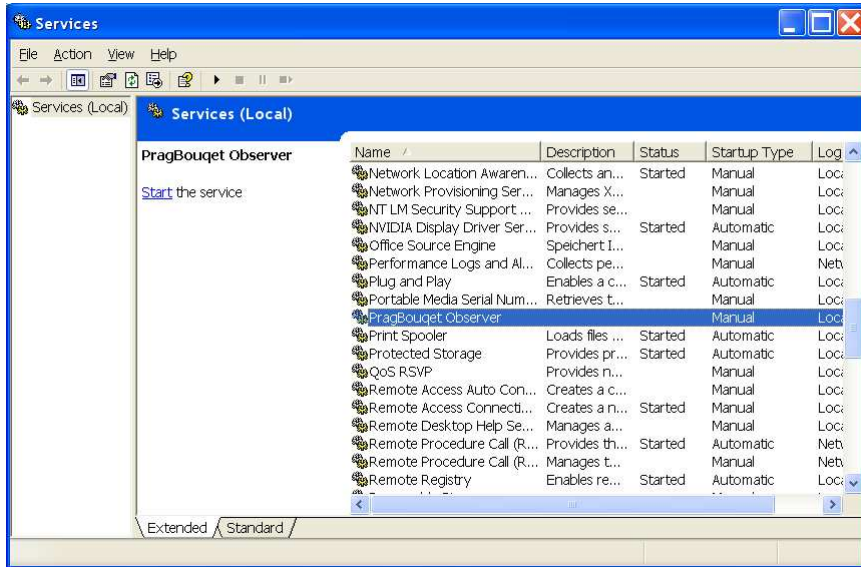 Services
File Action View Help
Services (Local)
Services (Local)
PragBouqet Observer
Start the service
Name Description Status Startup Type Log
Network Location Awaren... Collects an... Started Manual Loca
Network Provisioning Ser... Manages X... Manual Loca
NT LM Security Support ... Provides se... Manual Loca
NVIDIA Display Driver Ser... Provides s... Started Automatic Loca
Office Source Engine Speichert I... Manual Loca
Performance Logs and Al... Collects pe... Manual Netw
Plug and Play Enables a c... Started Automatic Loca
Portable Media Serial Num... Retrieves t... Manual Loca
PragBouqet Observer Manual Loca
Print Spooler Loads files ... Started Automatic Loca
Protected Storage Provides pr... Started Automatic Loca
QoS RSVP Provides n... Manual Loca
Remote Access Auto Con... Creates a c... Manual Loca
Remote Access Connecti... Creates a n... Started Manual Loca
Remote Desktop Help Se... Manages a... Manual Loca
Remote Procedure Call (R... Provides th... Started Automatic Netw
Remote Procedure Call (R... Manages t... Manual Netw
Remote Registry Enables re... Started Automatic Loca
Extended Standard